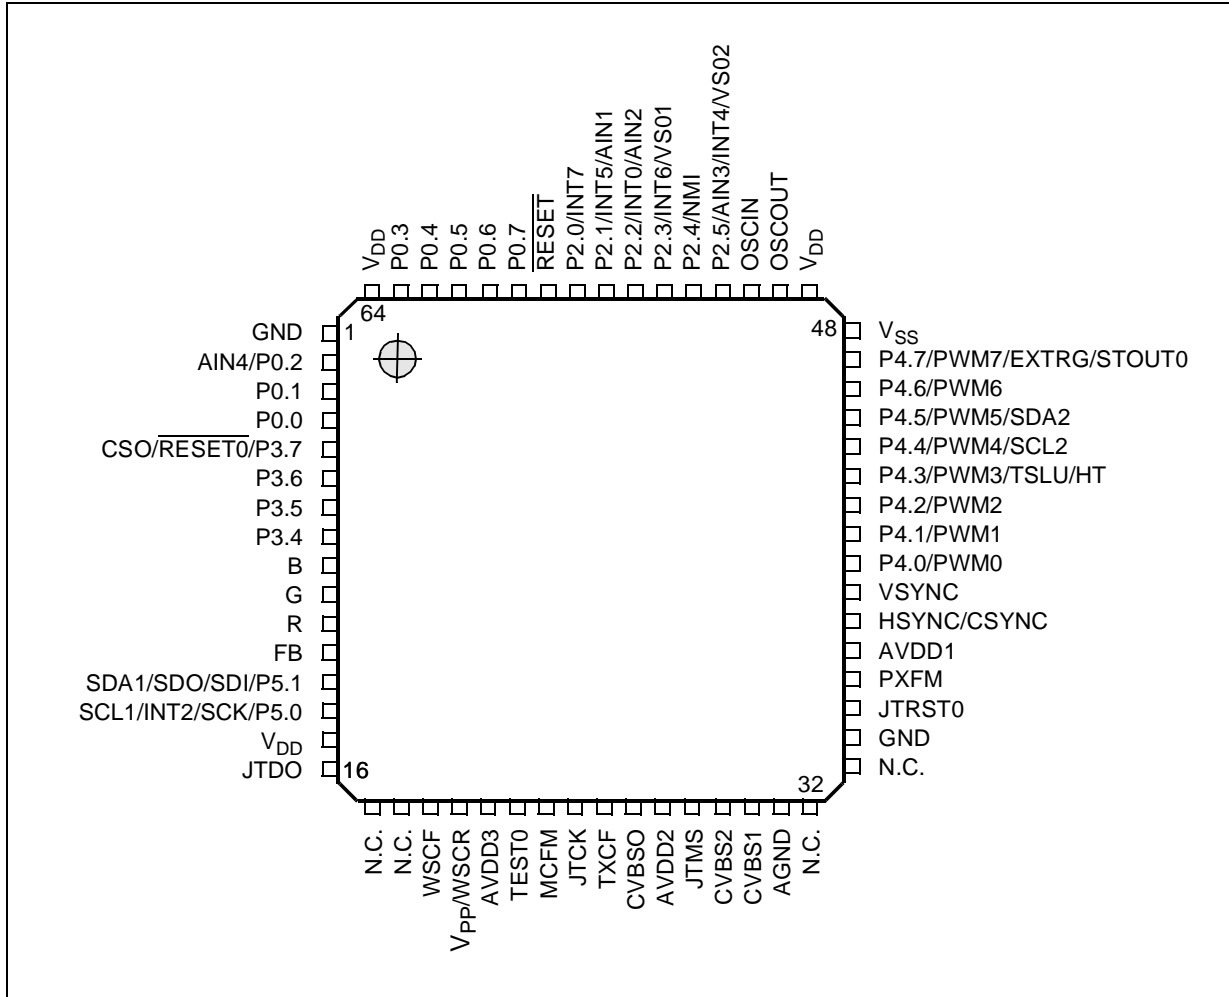 VDD
P0.3
P0.4
P0.5
P0.6
P0.7
RESET
P2.0/INT7
P2.1/INT5/AIN1
P2.2/INT0/AIN2
P2.3/INT6/VS01
P2.4/NMI
P2.5/AIN3/INT4/VS02
OSCIN
OSCOUT
VDD
64
1
48
16
32
GND
AIN4/P0.2
P0.1
P0.0
CSO/RESET0/P3.7
P3.6
P3.5
P3.4
B
G
R
FB
SDA1/SDO/SDI/P5.1
SCL1/INT2/SCK/P5.0
VDD
JTDO
VSS
P4.7/PWM7/EXTRG/STOUT0
P4.6/PWM6
P4.5/PWM5/SDA2
P4.4/PWM4/SCL2
P4.3/PWM3/TSLU/HT
P4.2/PWM2
P4.1/PWM1
P4.0/PWM0
VSYNC
HSYNC/CSYNC
AVDD1
PXFM
JTRST0
GND
N.C.
N.C.
N.C.
WSCF
VPP/WSCR
AVDD3
TEST0
MCFM
JTCK
TXCF
CVBSO
AVDD2
JTMS
CVBS2
CVBS1
AGND
N.C.